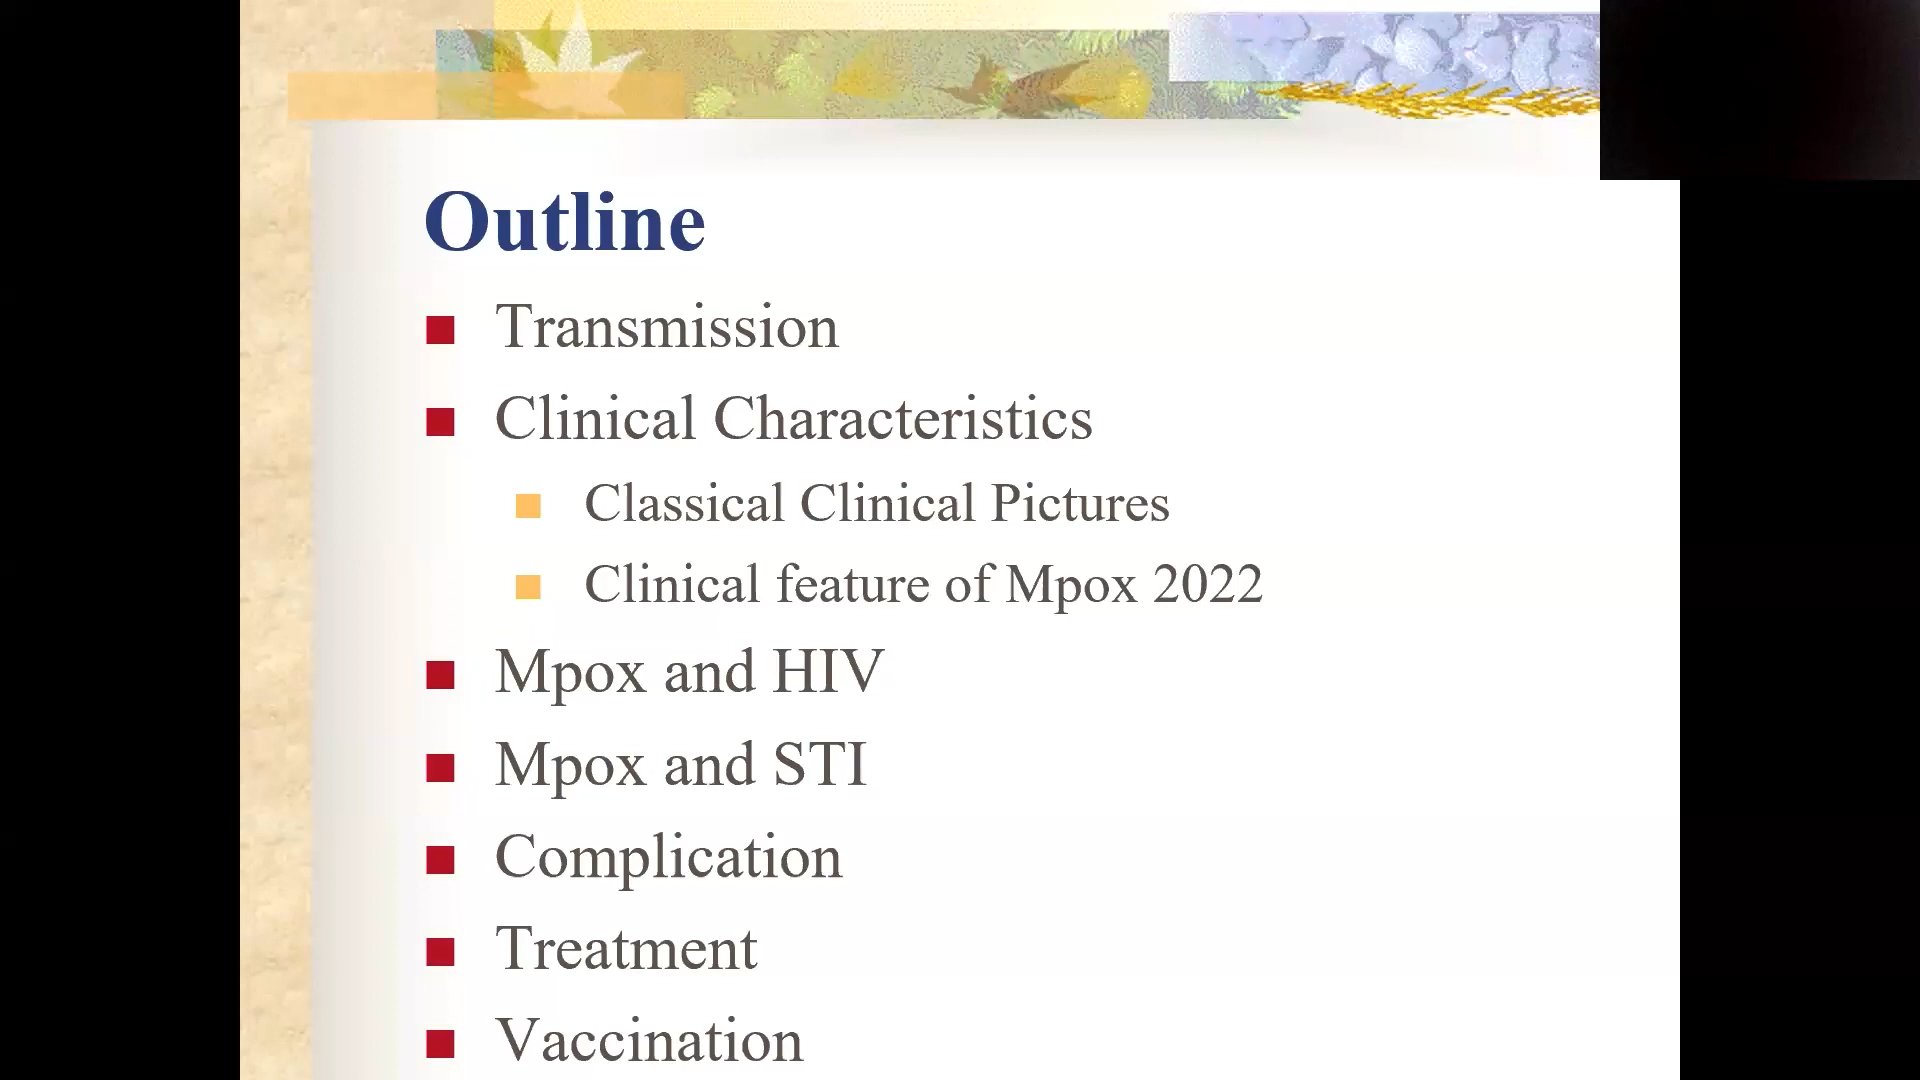 Outline
Transmission
Clinical Characteristics
Classical Clinical Pictures
Clinical feature of Mpox 2022
Mpox and HIV
Mpox and STI
Complication
Treatment
Vaccination